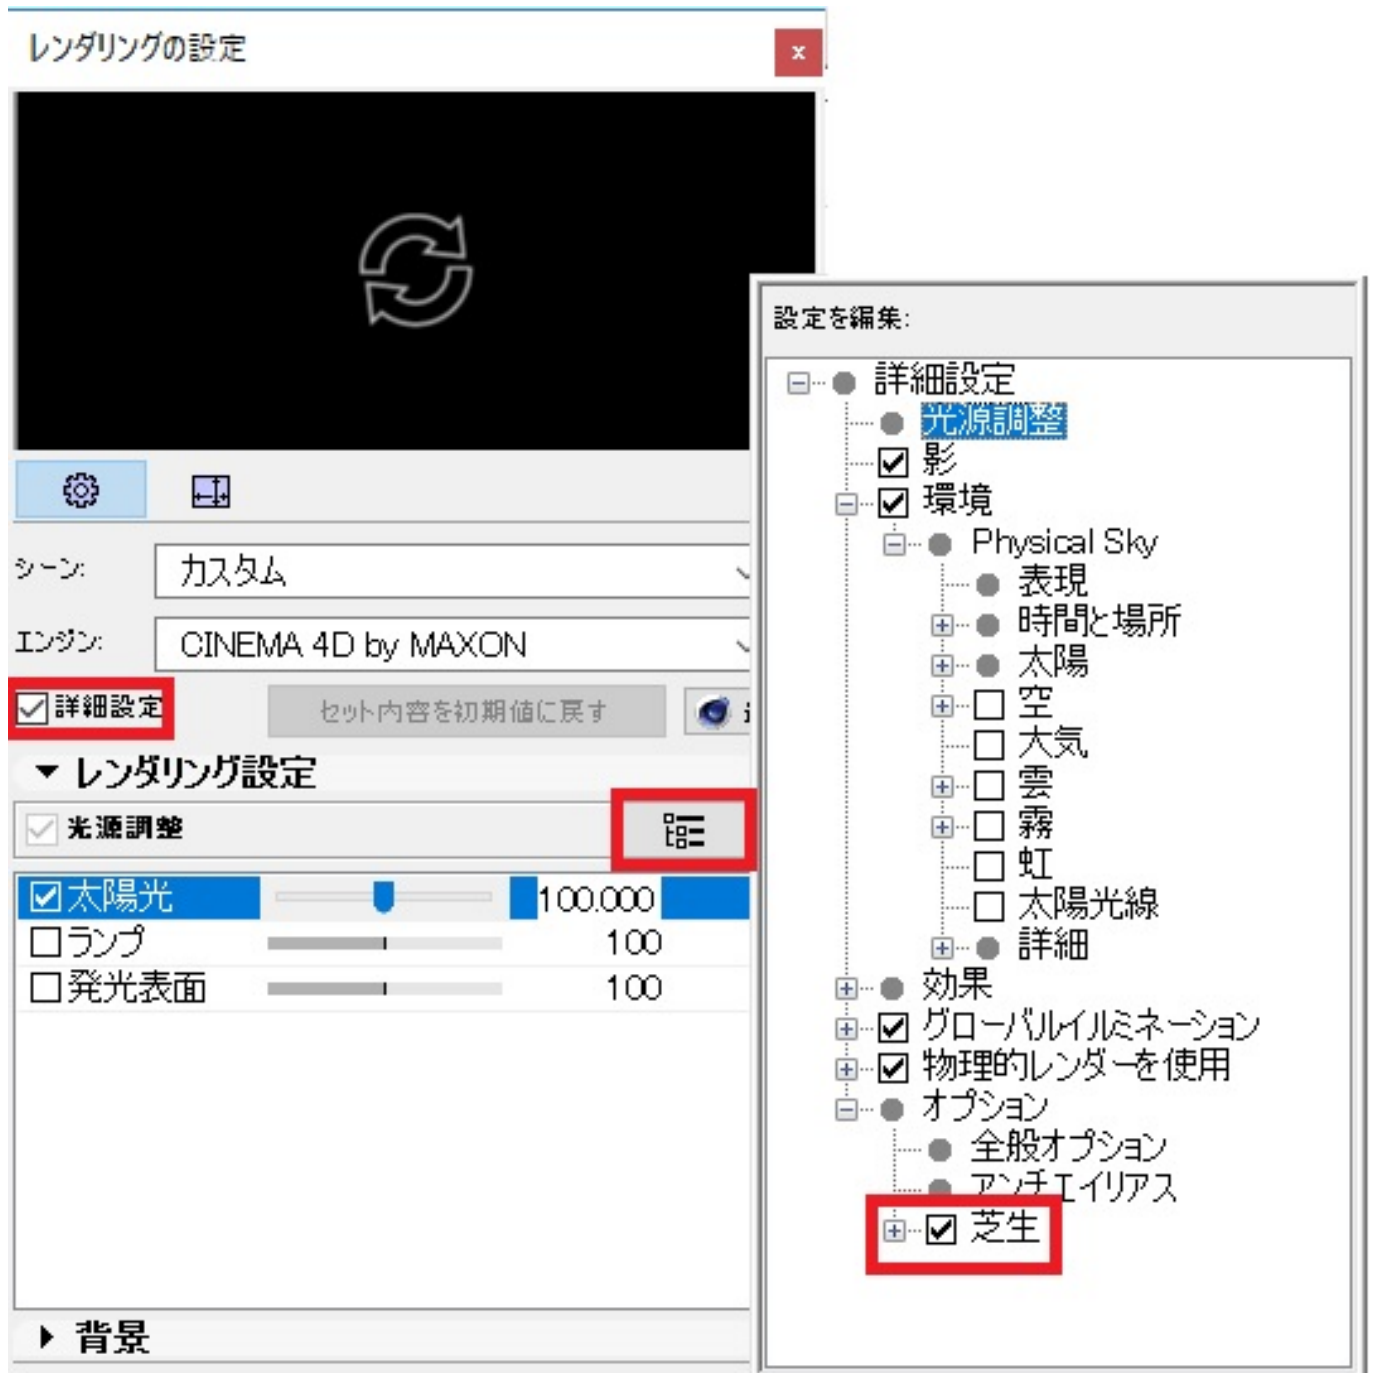 レンダリングの設定
x
シーン:
カスタム
エンジン:
CINEMA 4D by MAXON
詳細設定
セット内容を初期値に戻す
レンダリング設定
光源調整
太陽光 100.000
ランプ 100
発光表面 100
背景
設定を編集:
詳細設定
光源調整
影
環境
Physical Sky
表現
時間と場所
太陽
空
大気
雲
霧
虹
太陽光線
詳細
効果
グローバルイルミネーション
物理的レンダーを使用
オプション
全般オプション
アンチエイリアス
芝生